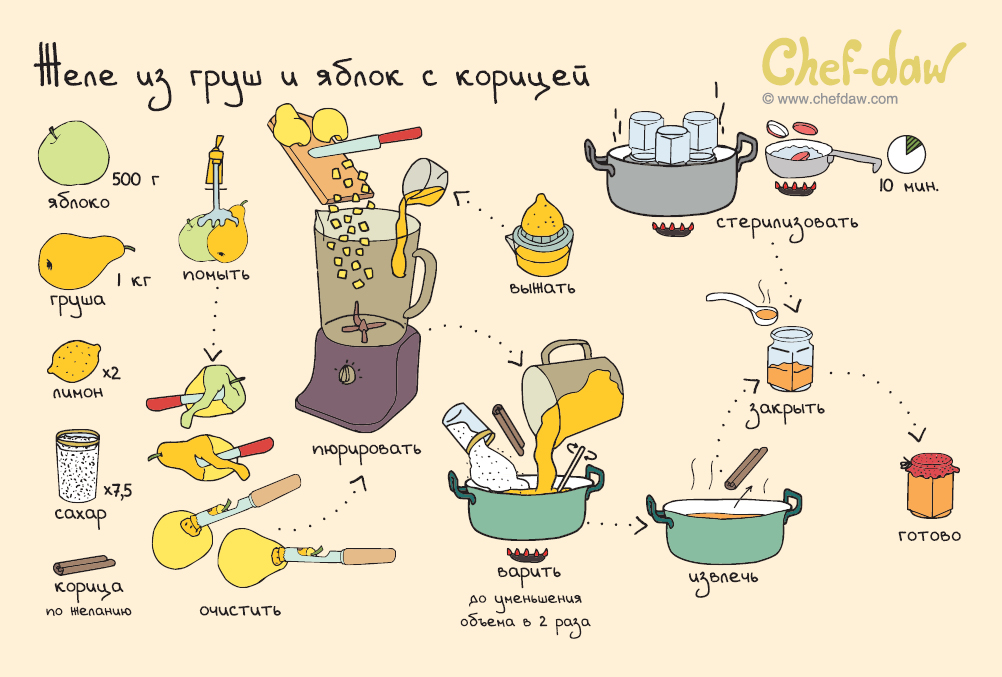 Желе из груш и яблок с корицей
Chef-daw
© www.chefdaw.com
500 г
яблоко
1 кг
груша
x2
лимон
x7,5
сахар
корица
по желанию
помыть
очистить
выжать
пюрировать
варить
до уменьшения
объема в 2 раза
10 мин.
стерилизовать
извлечь
закрыть
готово